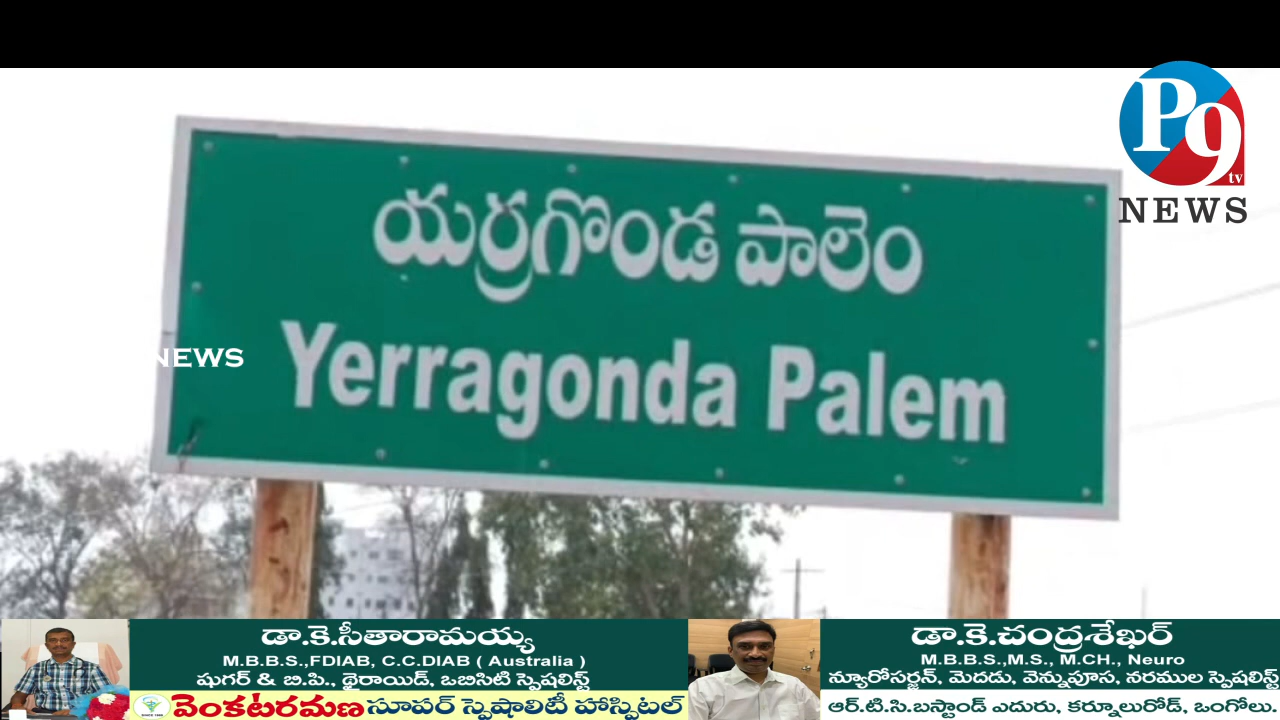 P9
tv
NEWS
యర్రగొండ పాలెం
NEWS
Yerragonda Palem
డా.కె.సీతారామయ్య
M.B.B.S.,FDIAB, C.C.DIAB ( Australia )
షుగర్ & బి.పి., థైరాయిడ్, ఒబిసిటి స్పెషలిస్ట్
వెంకటరమణ సూపర్ స్పెషాలిటీ హాస్పిటల్
డా.కె.చంద్రశేఖర్
M.B.B.S.,M.S., M.CH., Neuro
న్యూరోసర్జన్, మెదడు, వెన్నుపూస, నరముల స్పెషలిస్ట్
ఆర్.టి.సి.బస్టాండ్ ఎదురు, కర్నూలురోడ్, ఒంగోలు.